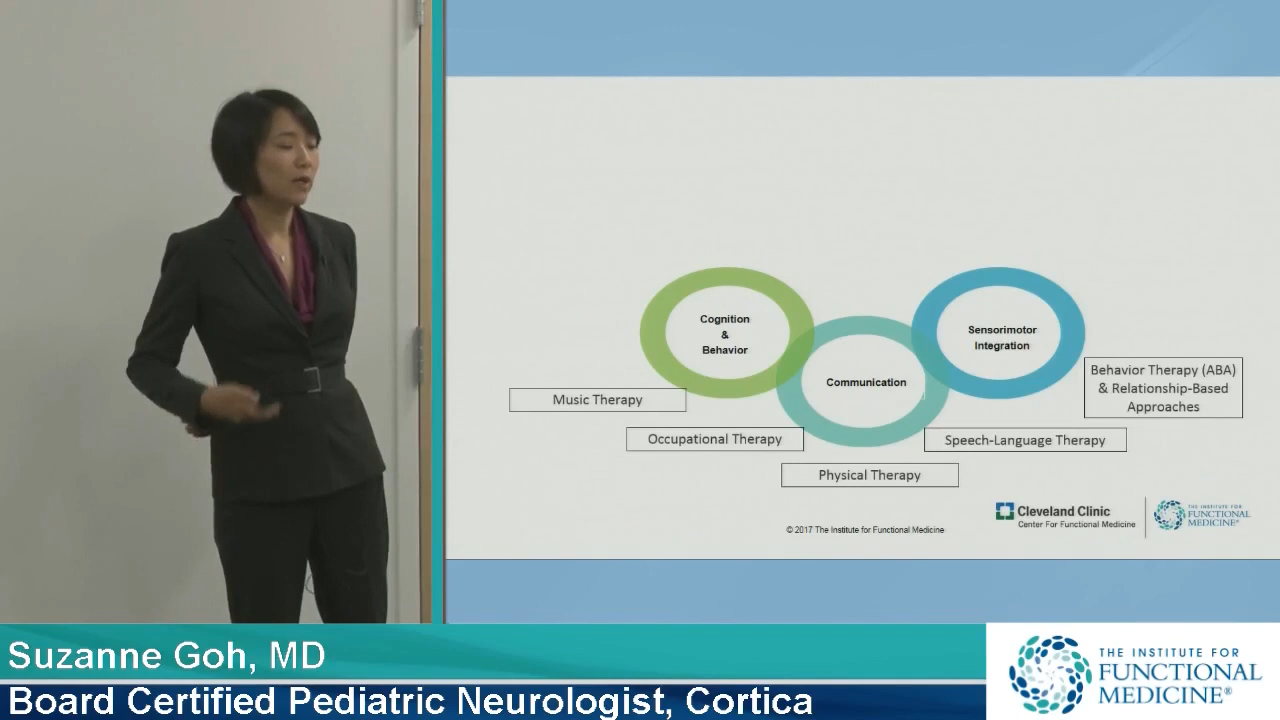 Cognition
&
Behavior
Communication
Sensorimotor
Integration
Music Therapy
Occupational Therapy
Physical Therapy
Speech-Language Therapy
Behavior Therapy (ABA)
& Relationship-Based
Approaches
© 2017 The Institute for Functional Medicine
Cleveland Clinic
Center For Functional Medicine
THE INSTITUTE FOR
FUNCTIONAL
MEDICINE®
Suzanne Goh, MD
Board Certified Pediatric Neurologist, Cortica
THE INSTITUTE FOR
FUNCTIONAL
MEDICINE®